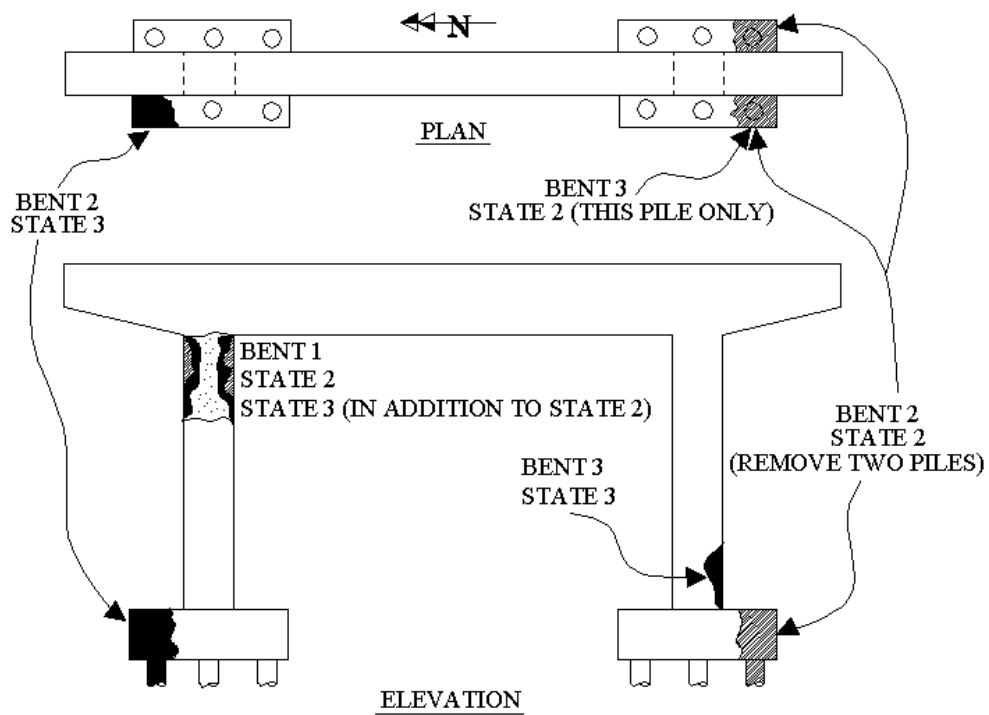 N
PLAN
BENT 2
STATE 3
BENT 3
STATE 2 (THIS PILE ONLY)
BENT 1
STATE 2
STATE 3 (IN ADDITION TO STATE 2)
BENT 2
STATE 2
(REMOVE TWO PILES)
BENT 3
STATE 3
ELEVATION